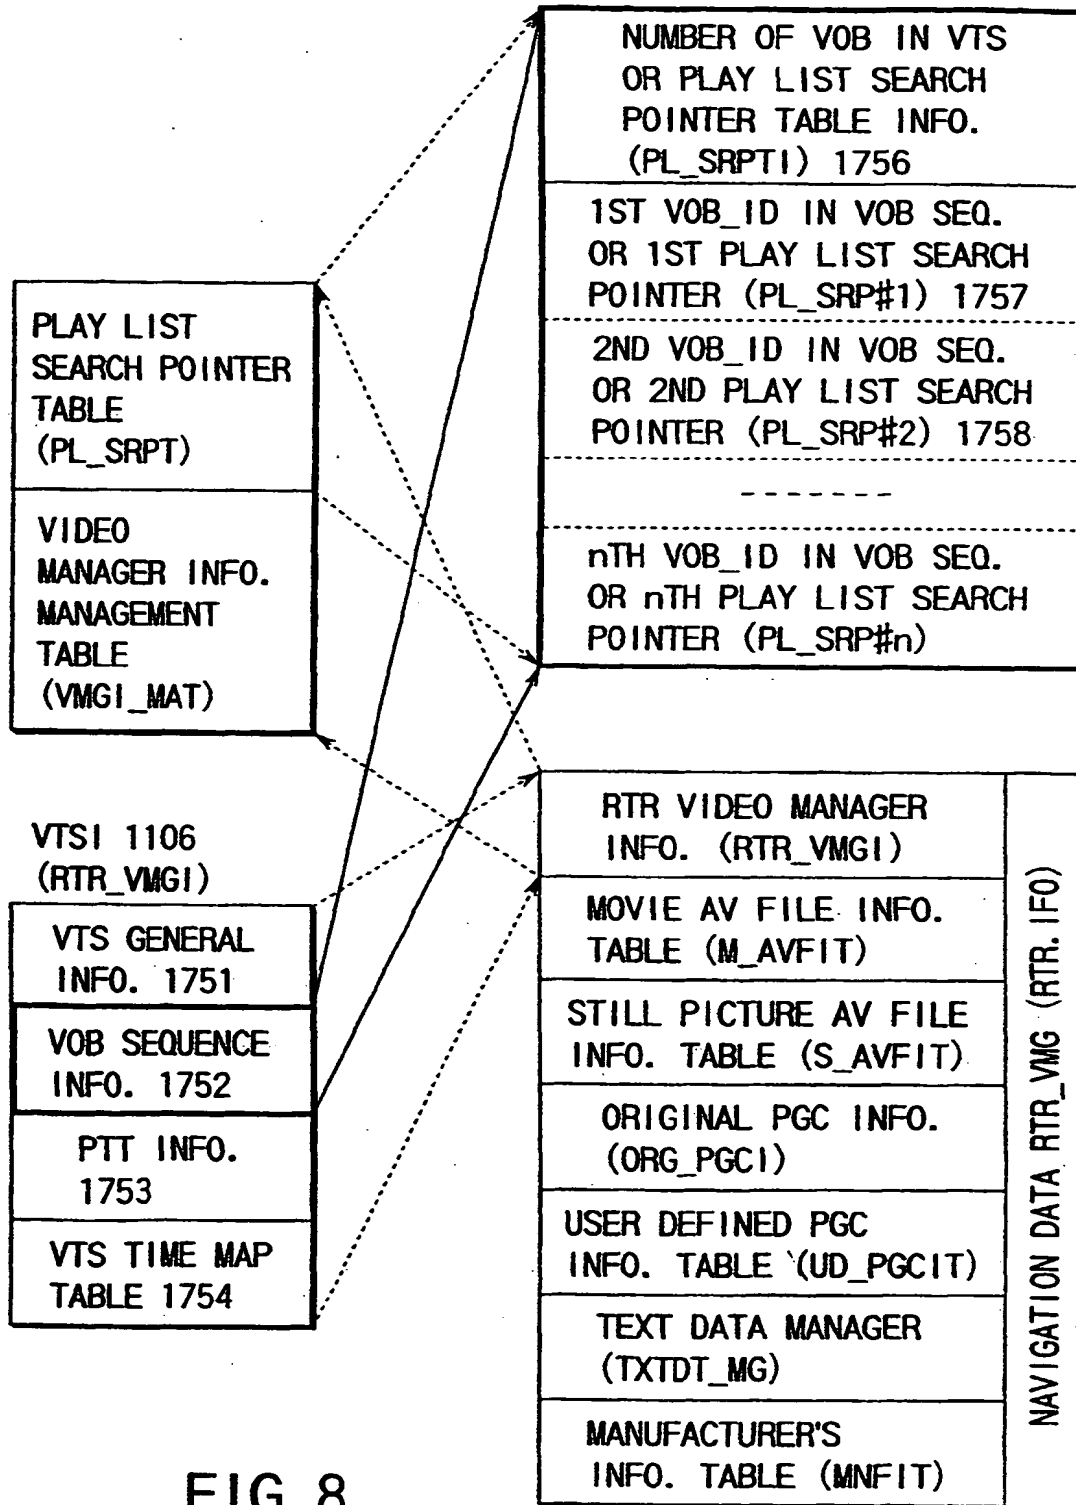 NUMBER OF VOB IN VTS
OR PLAY LIST SEARCH
POINTER TABLE INFO.
(PL_SRPTI) 1756
1ST VOB_ID IN VOB SEQ.
OR 1ST PLAY LIST SEARCH
POINTER (PL_SRP#1) 1757
2ND VOB_ID IN VOB SEQ.
OR 2ND PLAY LIST SEARCH
POINTER (PL_SRP#2) 1758
-------
nTH VOB_ID IN VOB SEQ.
OR nTH PLAY LIST SEARCH
POINTER (PL_SRP#n)
PLAY LIST
SEARCH POINTER
TABLE
(PL_SRPT)
VIDEO
MANAGER INFO.
MANAGEMENT
TABLE
(VMGI_MAT)
VTSI 1106
(RTR_VMGI)
VTS GENERAL
INFO. 1751
VOB SEQUENCE
INFO. 1752
PTT INFO.
1753
VTS TIME MAP
TABLE 1754
RTR VIDEO MANAGER
INFO. (RTR_VMGI)
MOVIE AV FILE INFO.
TABLE (M_AVFIT)
STILL PICTURE AV FILE
INFO. TABLE (S_AVFIT)
ORIGINAL PGC INFO.
(ORG_PGCI)
USER DEFINED PGC
INFO. TABLE (UD_PGCIT)
TEXT DATA MANAGER
(TXTDT_MG)
MANUFACTURER'S
INFO. TABLE (MNFIT)
NAVIGATION DATA RTR_VMG (RTR.IFO)
FIG. 8